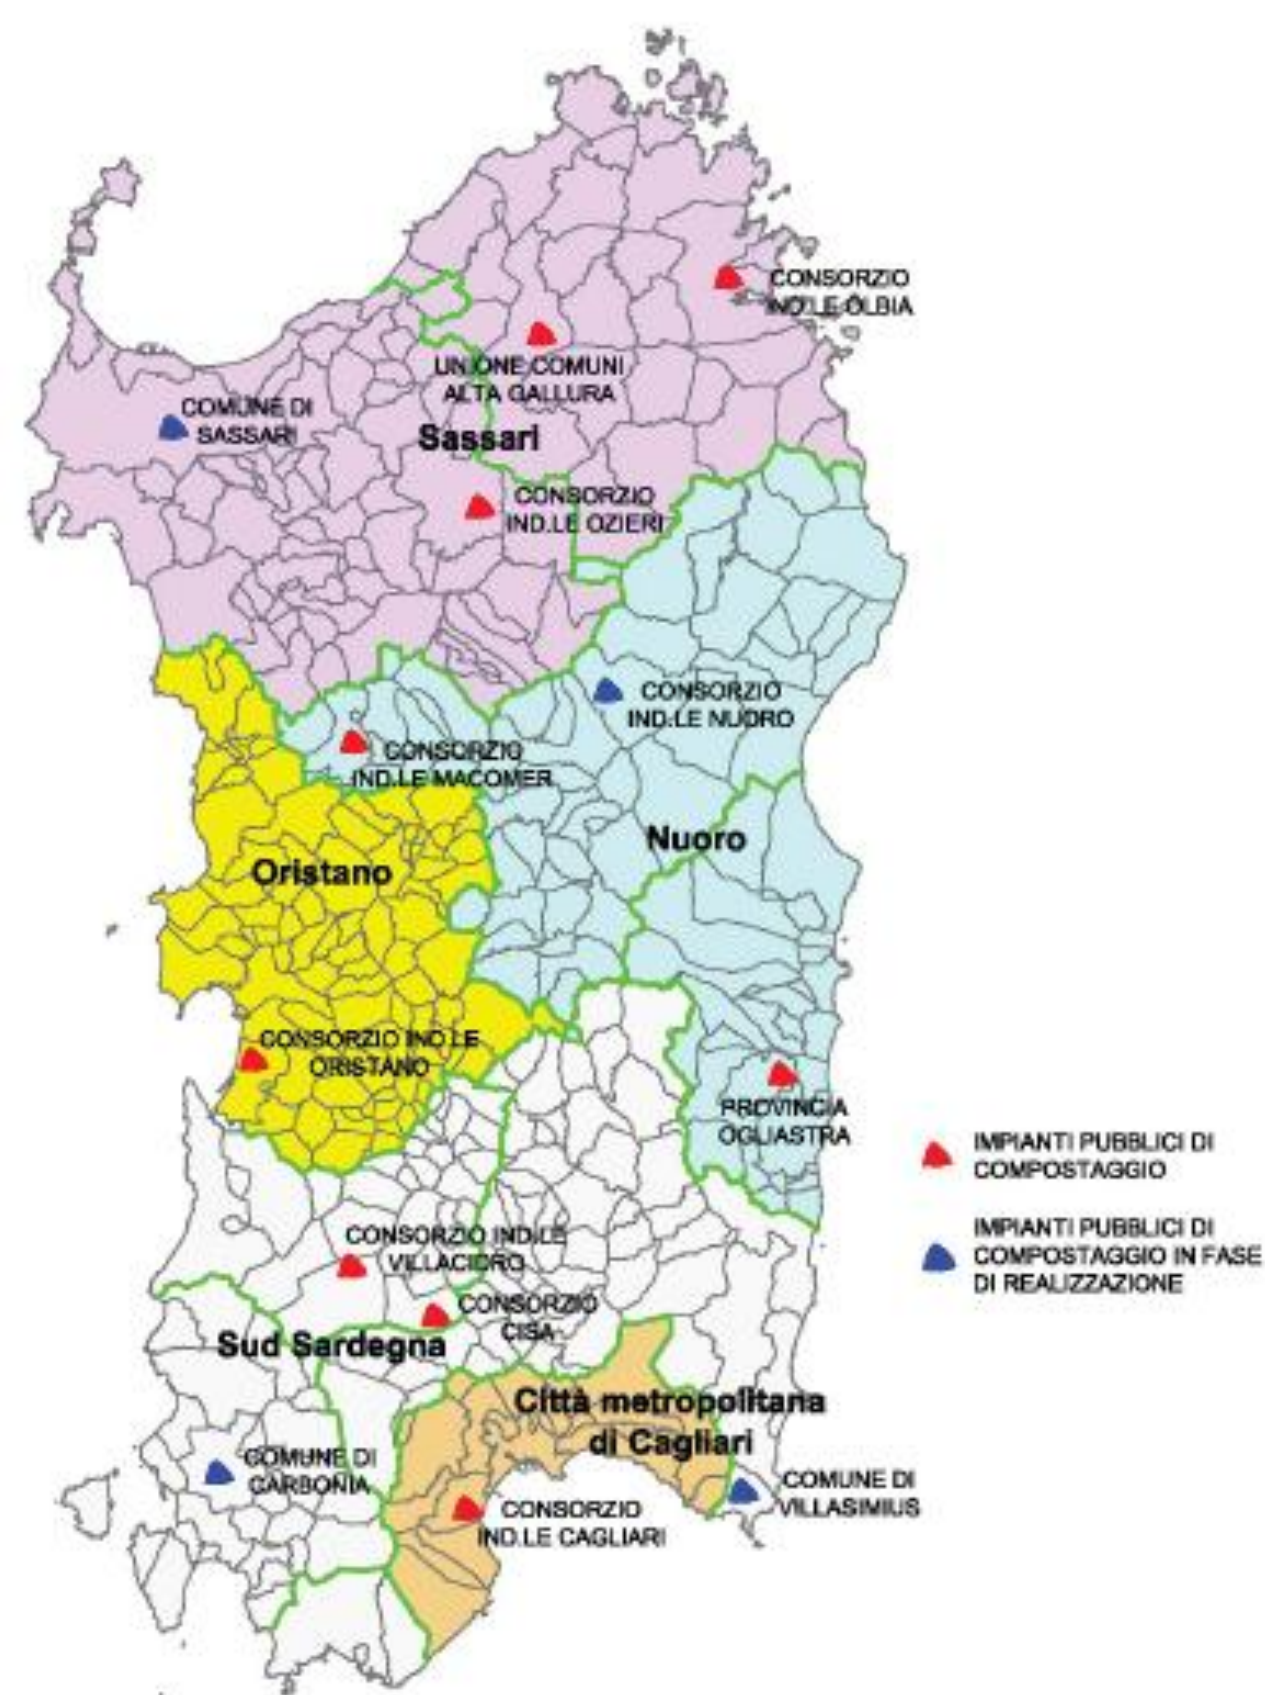 CONSORZIO
IND.LE OLBIA
UNIONE COMUNI
ALTA GALLURA
COMUNE DI
SASSARI
Sassari
CONSORZIO
IND.LE OZIERI
CONSORZIO
IND.LE NUORO
CONSORZIO
IND.LE MACOMER
Nuoro
Oristano
CONSORZIO IND.LE
ORISTANO
PROVINCIA
OGLIASTRA
IMPIANTI PUBBLICI DI
COMPOSTAGGIO
IMPIANTI PUBBLICI DI
COMPOSTAGGIO IN FASE
DI REALIZZAZIONE
CONSORZIO IND.LE
VILLACIDRO
CONSORZIO
CISA
Sud Sardegna
Città metropolitana
di Cagliari
COMUNE DI
CARBONIA
COMUNE DI
VILLASIMIUS
CONSORZIO
IND.LE CAGLIARI